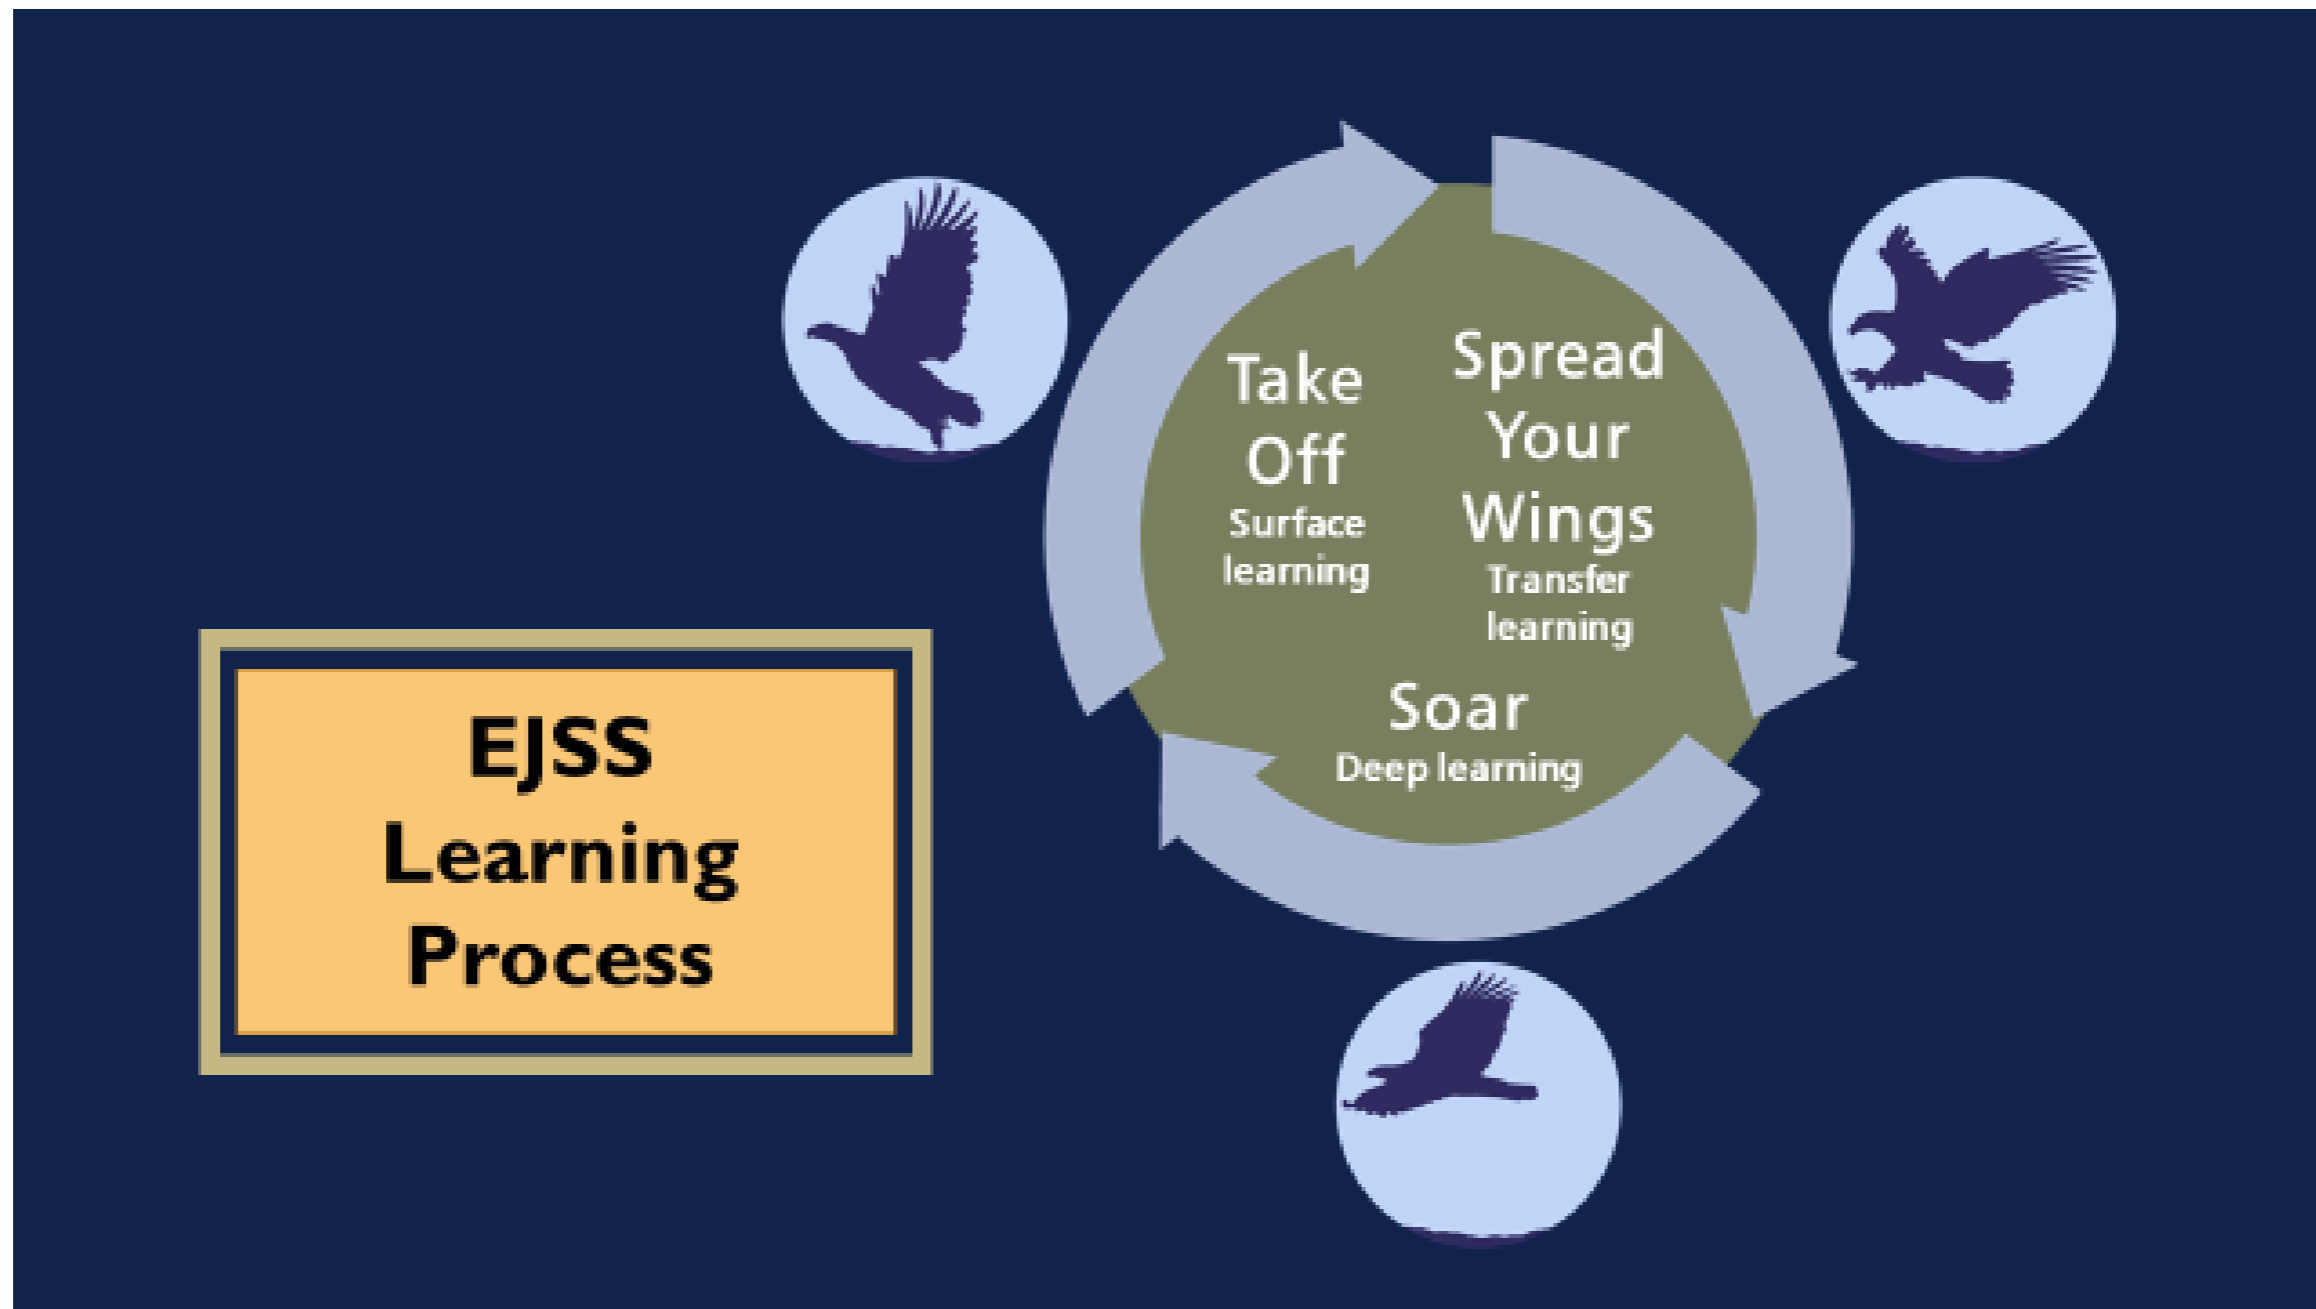 Take
Off
Surface
learning
Spread
Your
Wings
Transfer
learning
Soar
Deep learning
EJSS
Learning
Process